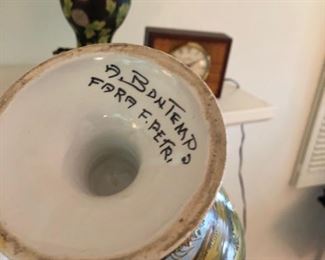 A. BONTEMPO
FARA F. PETRI